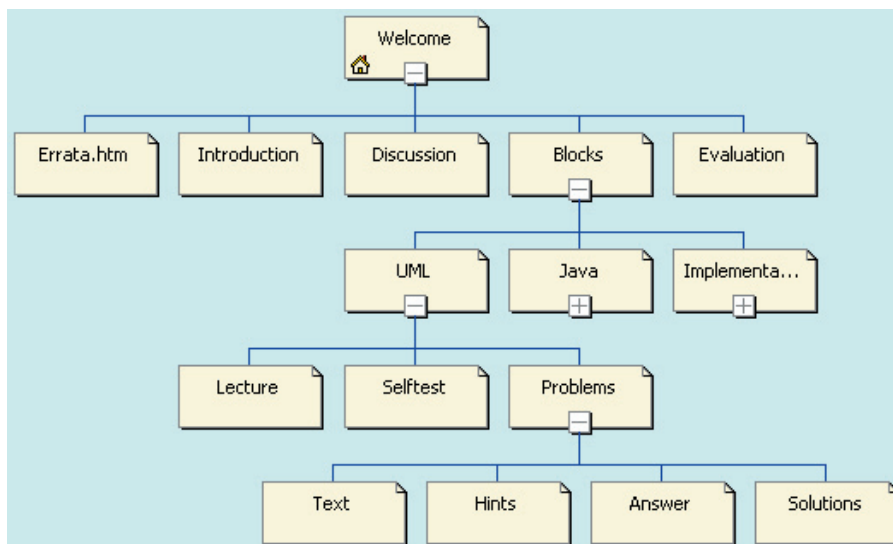 Welcome
Errata.htm
Introduction
Discussion
Blocks
Evaluation
UML
Java
Implementa...
Lecture
Selftest
Problems
Text
Hints
Answer
Solutions